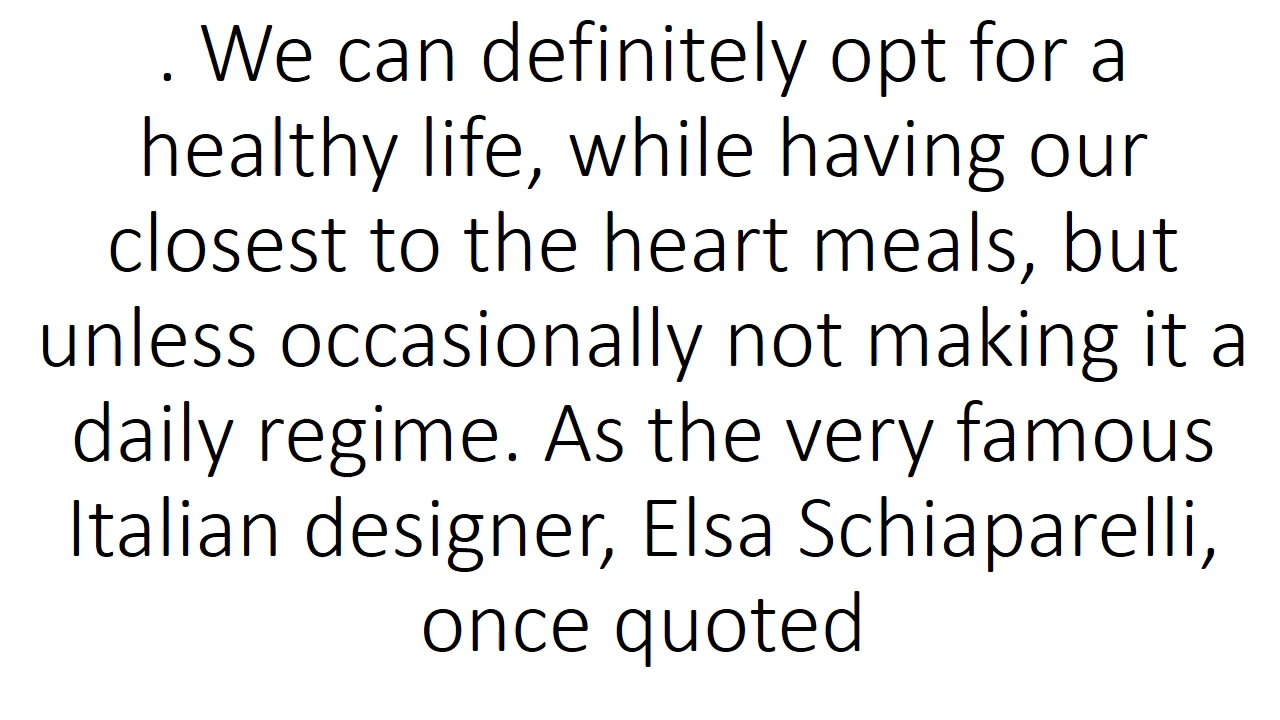 . We can definitely opt for a
healthy life, while having our
closest to the heart meals, but
unless occasionally not making it a
daily regime. As the very famous
Italian designer, Elsa Schiaparelli,
once quoted